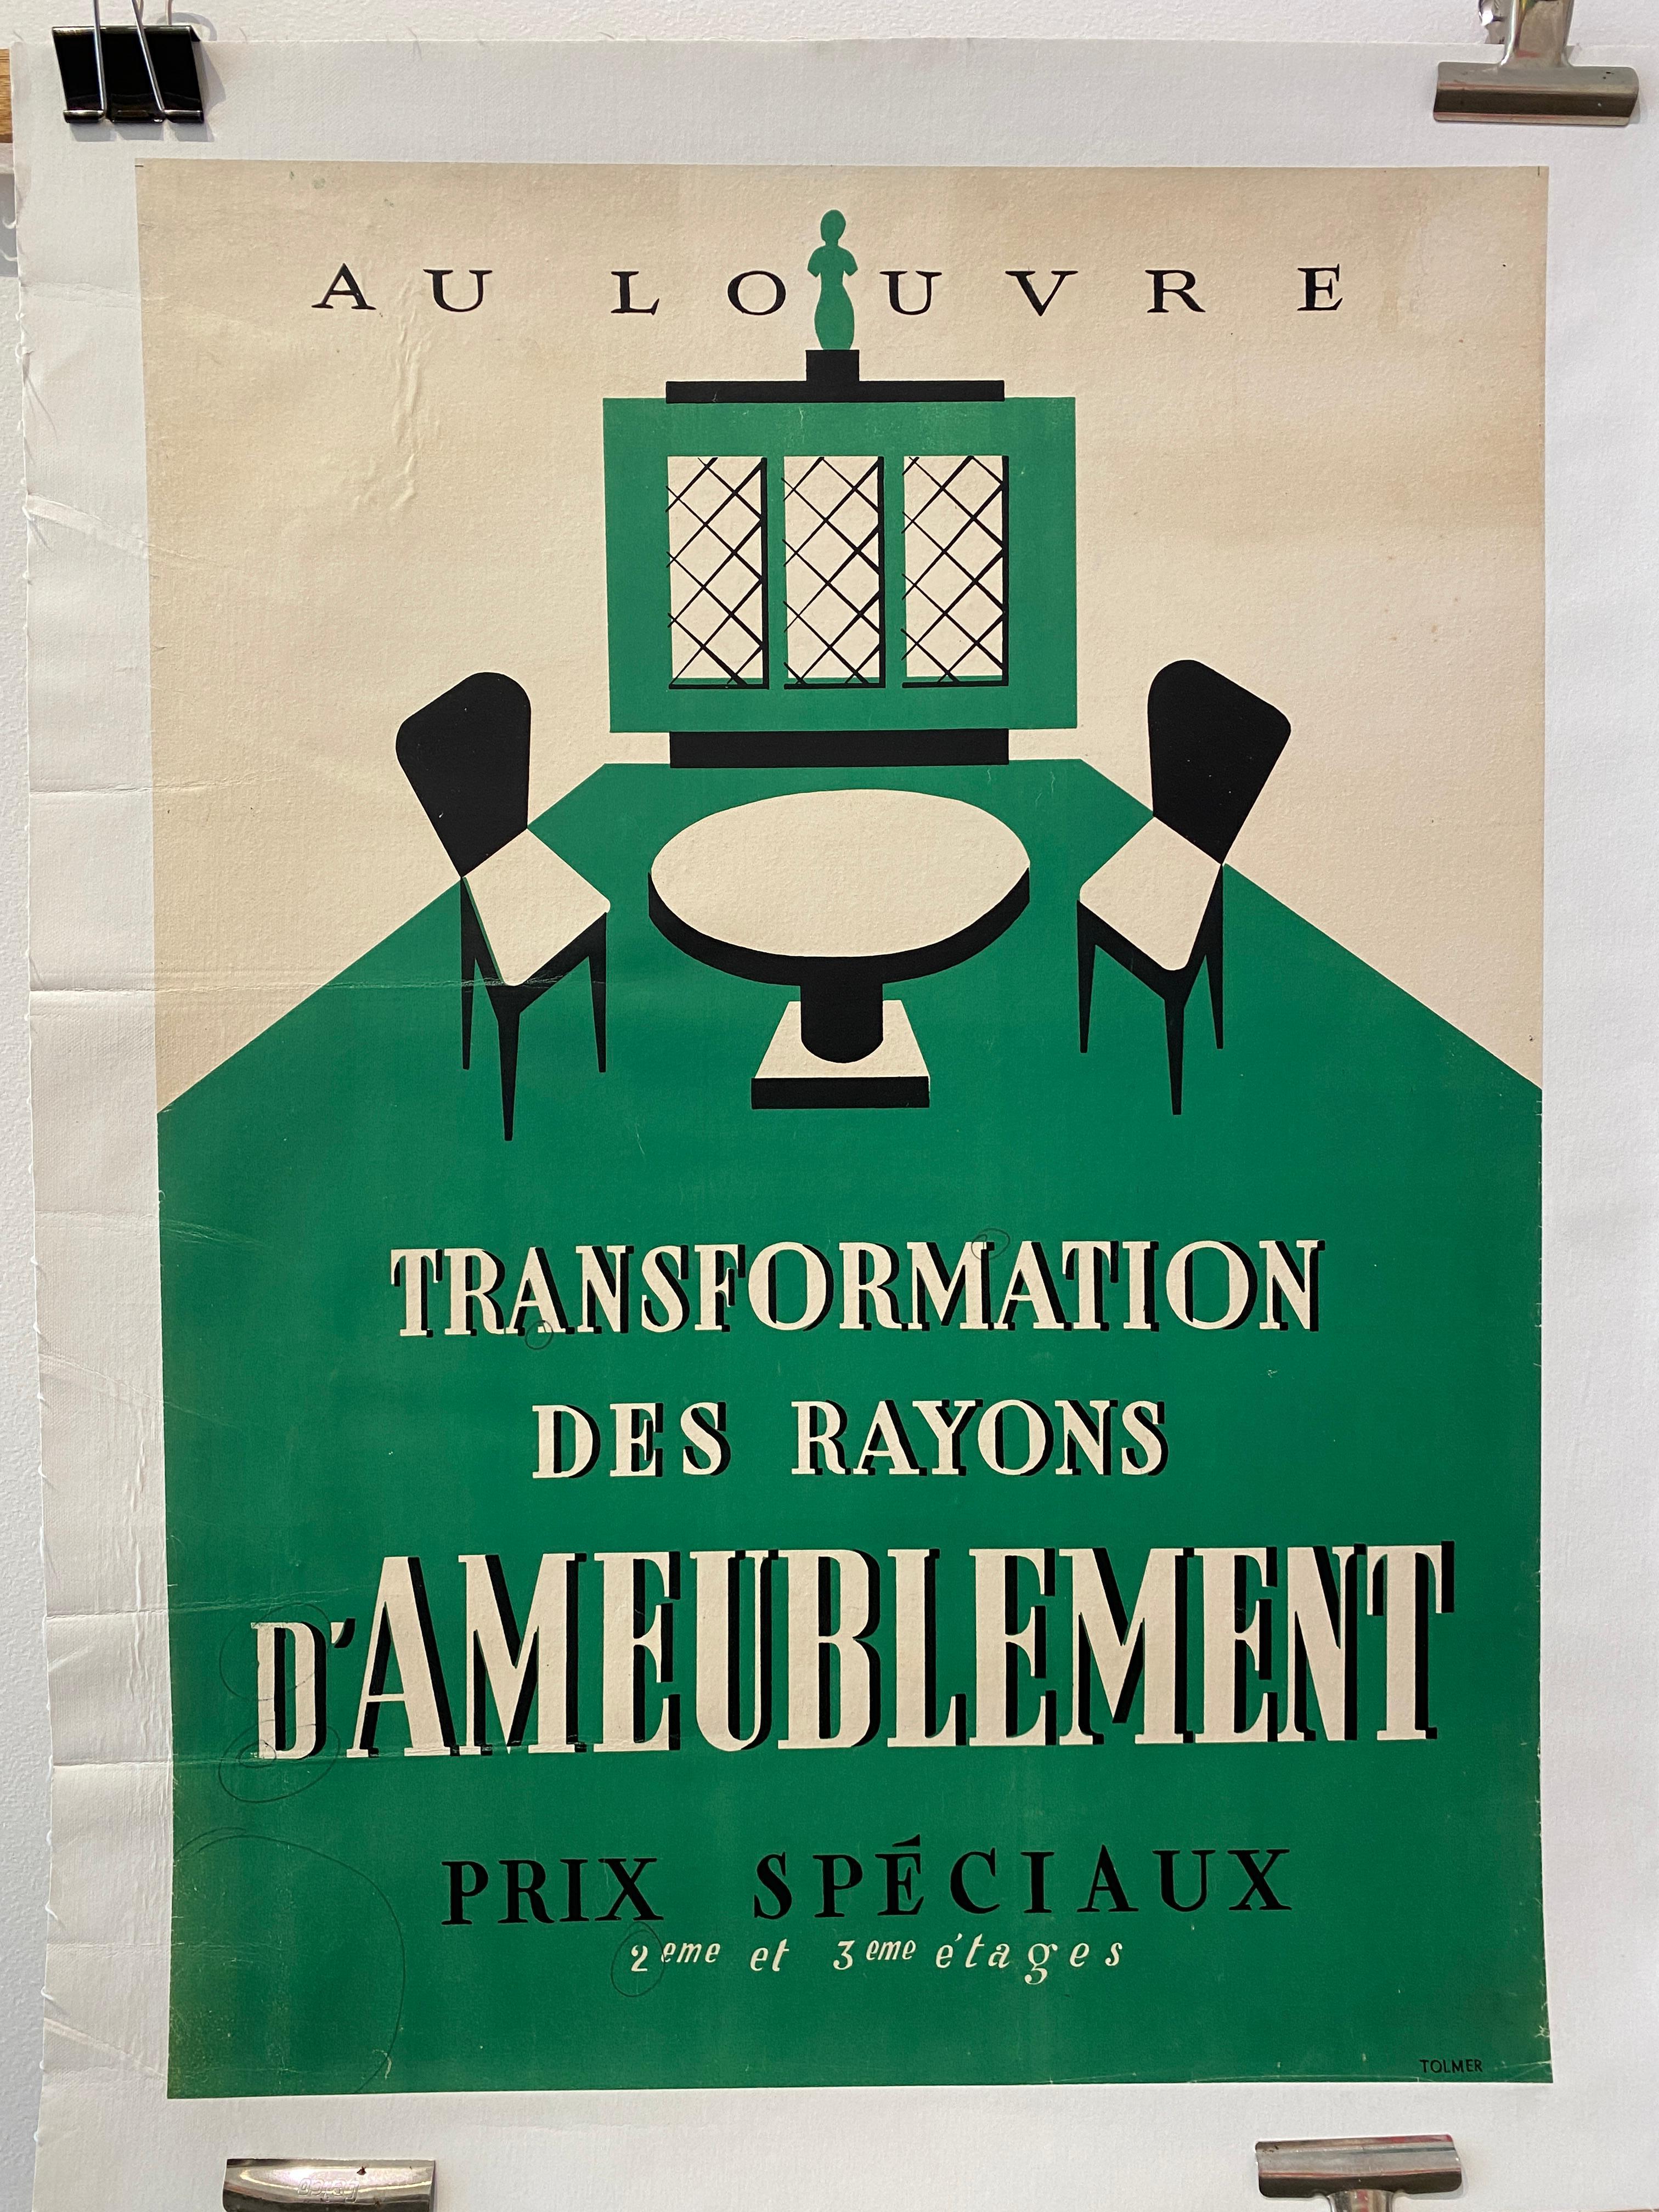 AU LOUVRE
TRANSFORMATION
DES RAYONS
D'AMEUBLEMENT
PRIX SPÉCIAUX
2eme et 3eme étages
TOLMER